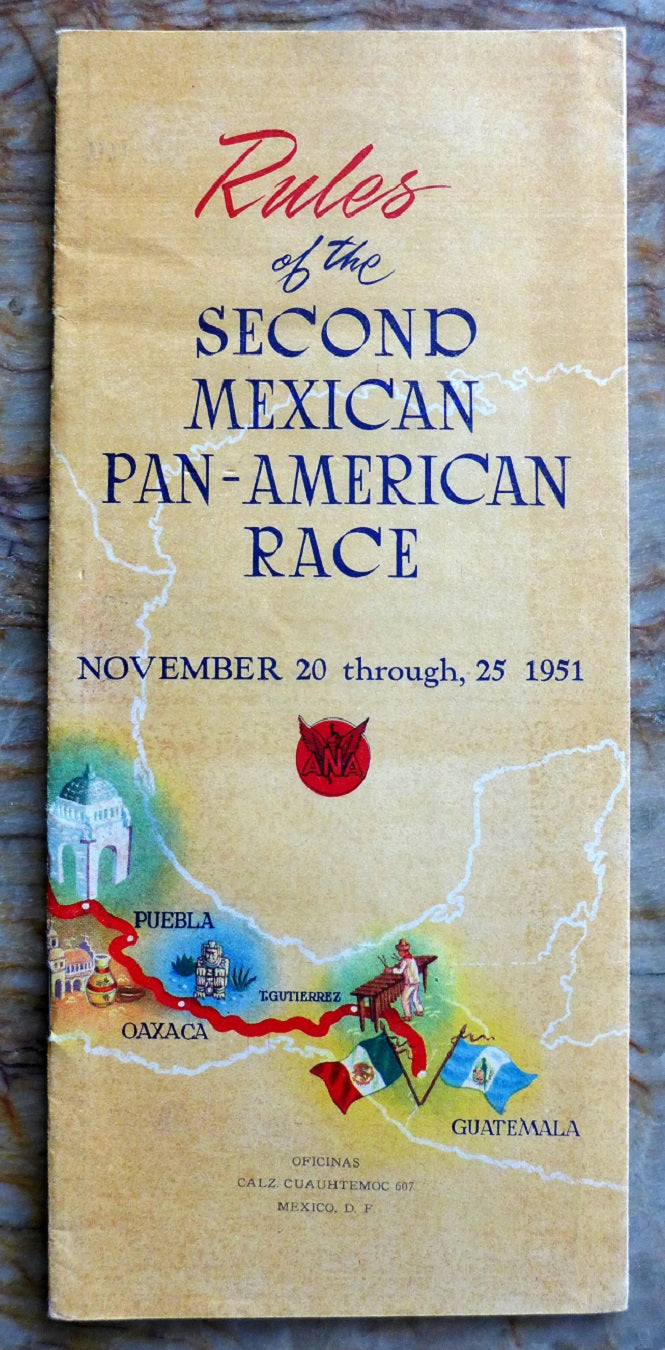 Rules
of the
SECOND
MEXICAN
PAN-AMERICAN
RACE
NOVEMBER 20 through, 25 1951
ANA
PUEBLA
T.GUTIERREZ
OAXACA
GUATEMALA
OFICINAS
CALZ. CUAUHTEMOC 607
MEXICO, D. F.